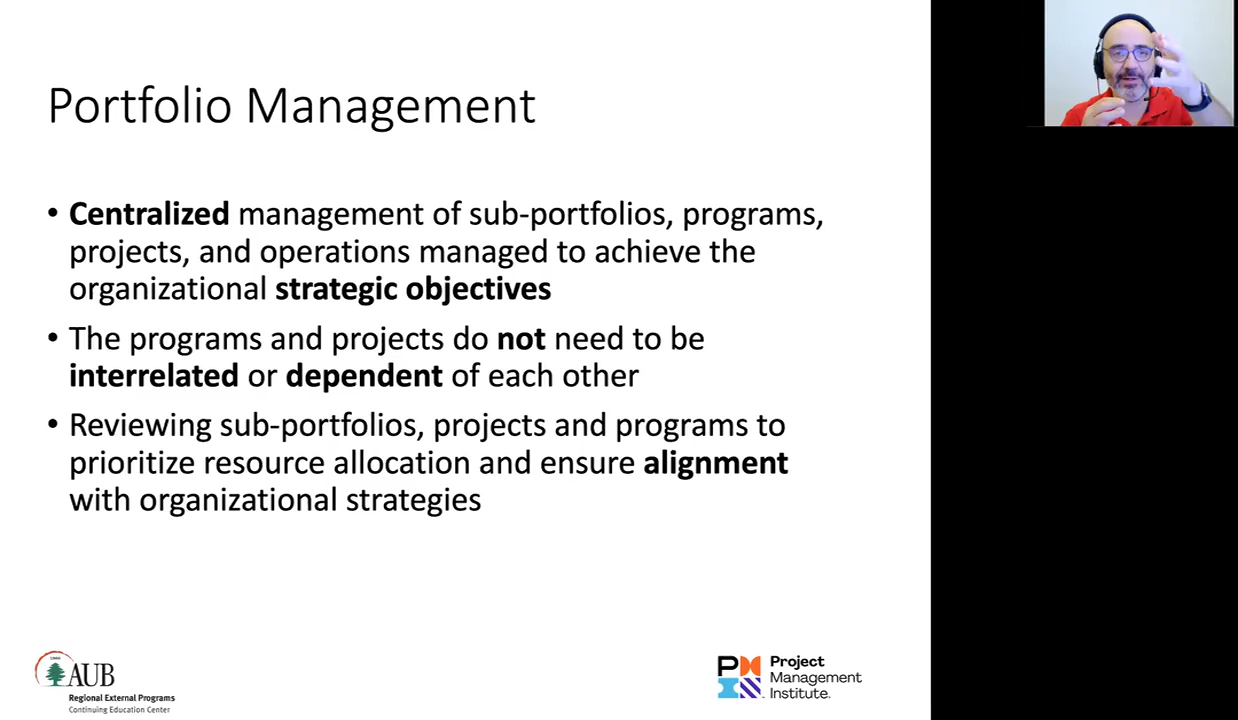 Portfolio Management
• Centralized management of sub-portfolios, programs,
projects, and operations managed to achieve the
organizational strategic objectives
• The programs and projects do not need to be
interrelated or dependent of each other
• Reviewing sub-portfolios, projects and programs to
prioritize resource allocation and ensure alignment
with organizational strategies
AUB
Regional External Programs
Continuing Education Center
Project
Management
Institute.